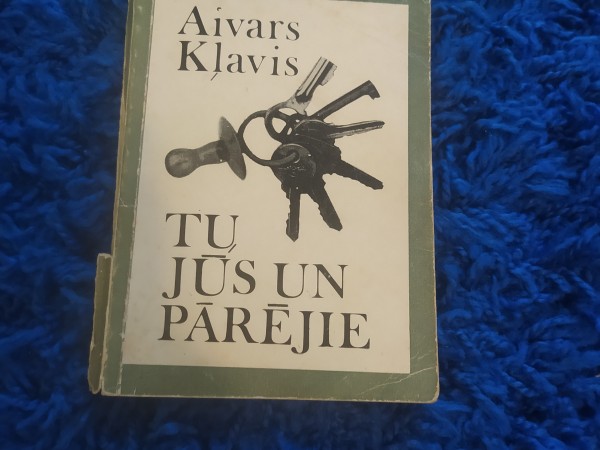 Aivars
Kļavis
TU,
JŪS UN
PĀRĒJIE